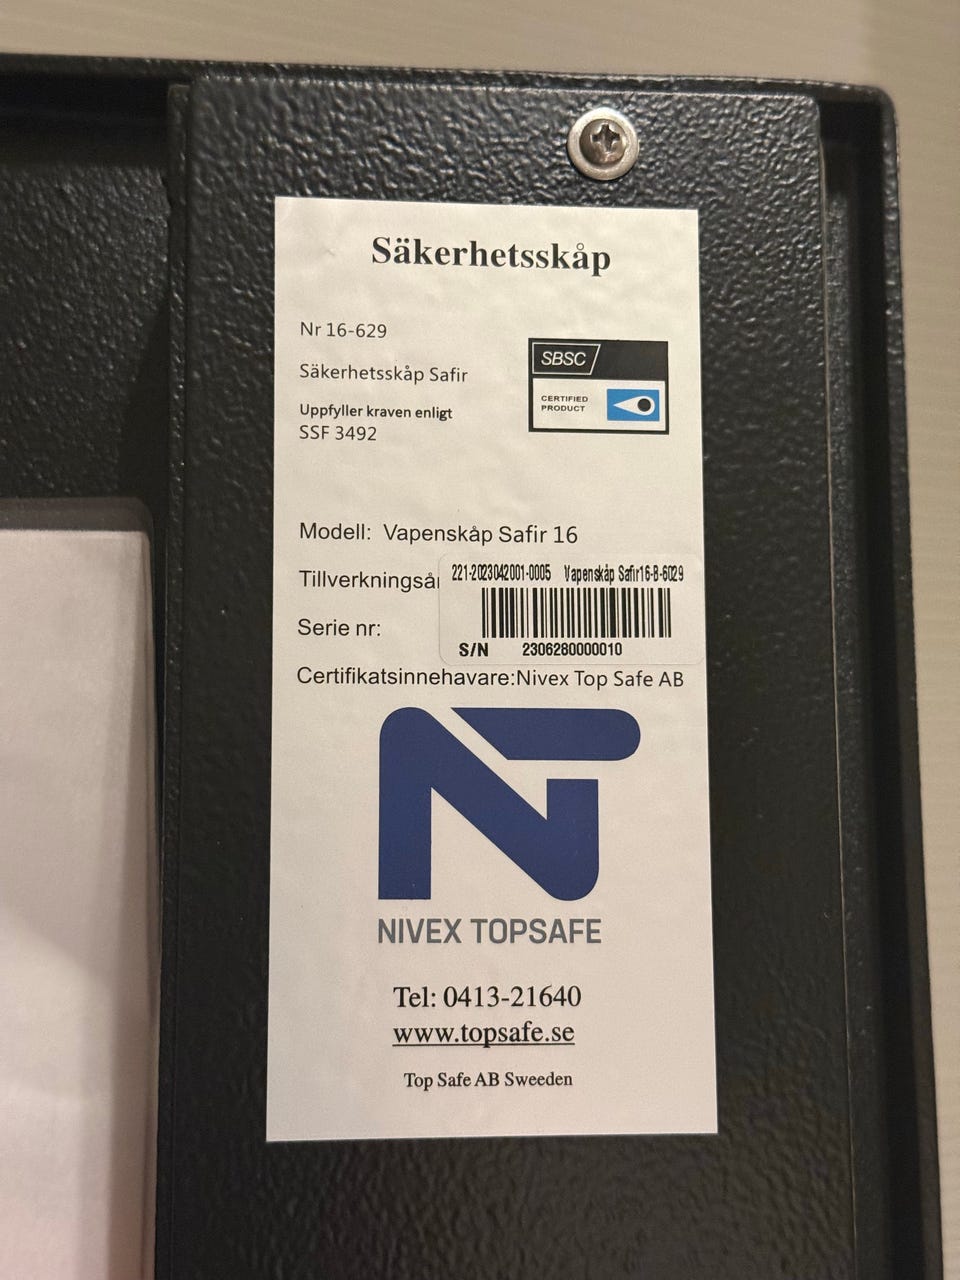 Säkerhetsskåp
Nr 16-629
Säkerhetsskåp Safir
Uppfyller kraven enligt
SSF 3492
SBSC
CERTIFIED
PRODUCT
Modell: Vapenskåp Safir 16
Tillverkningsår
221-2023042001-0005 Vapenskåp Safir16-B-6029
Serie nr:
S/N 2306280000010
Certifikatsinnehavare:Nivex Top Safe AB
NIVEX TOPSAFE
Tel: 0413-21640
www.topsafe.se
Top Safe AB Sweeden